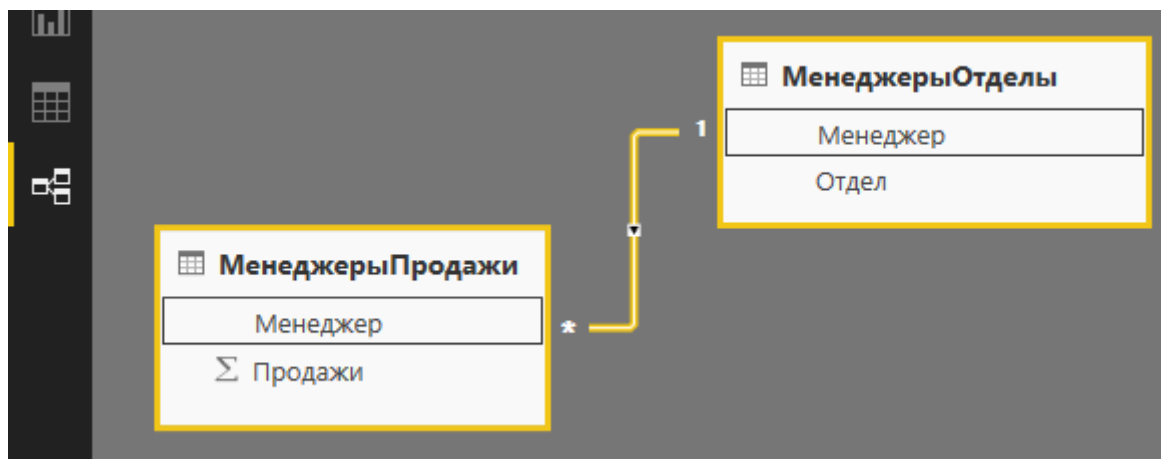 МенеджерыОтделы
1
Менеджер
Отдел
МенеджерыПродажи
Менеджер
*
Σ Продажи